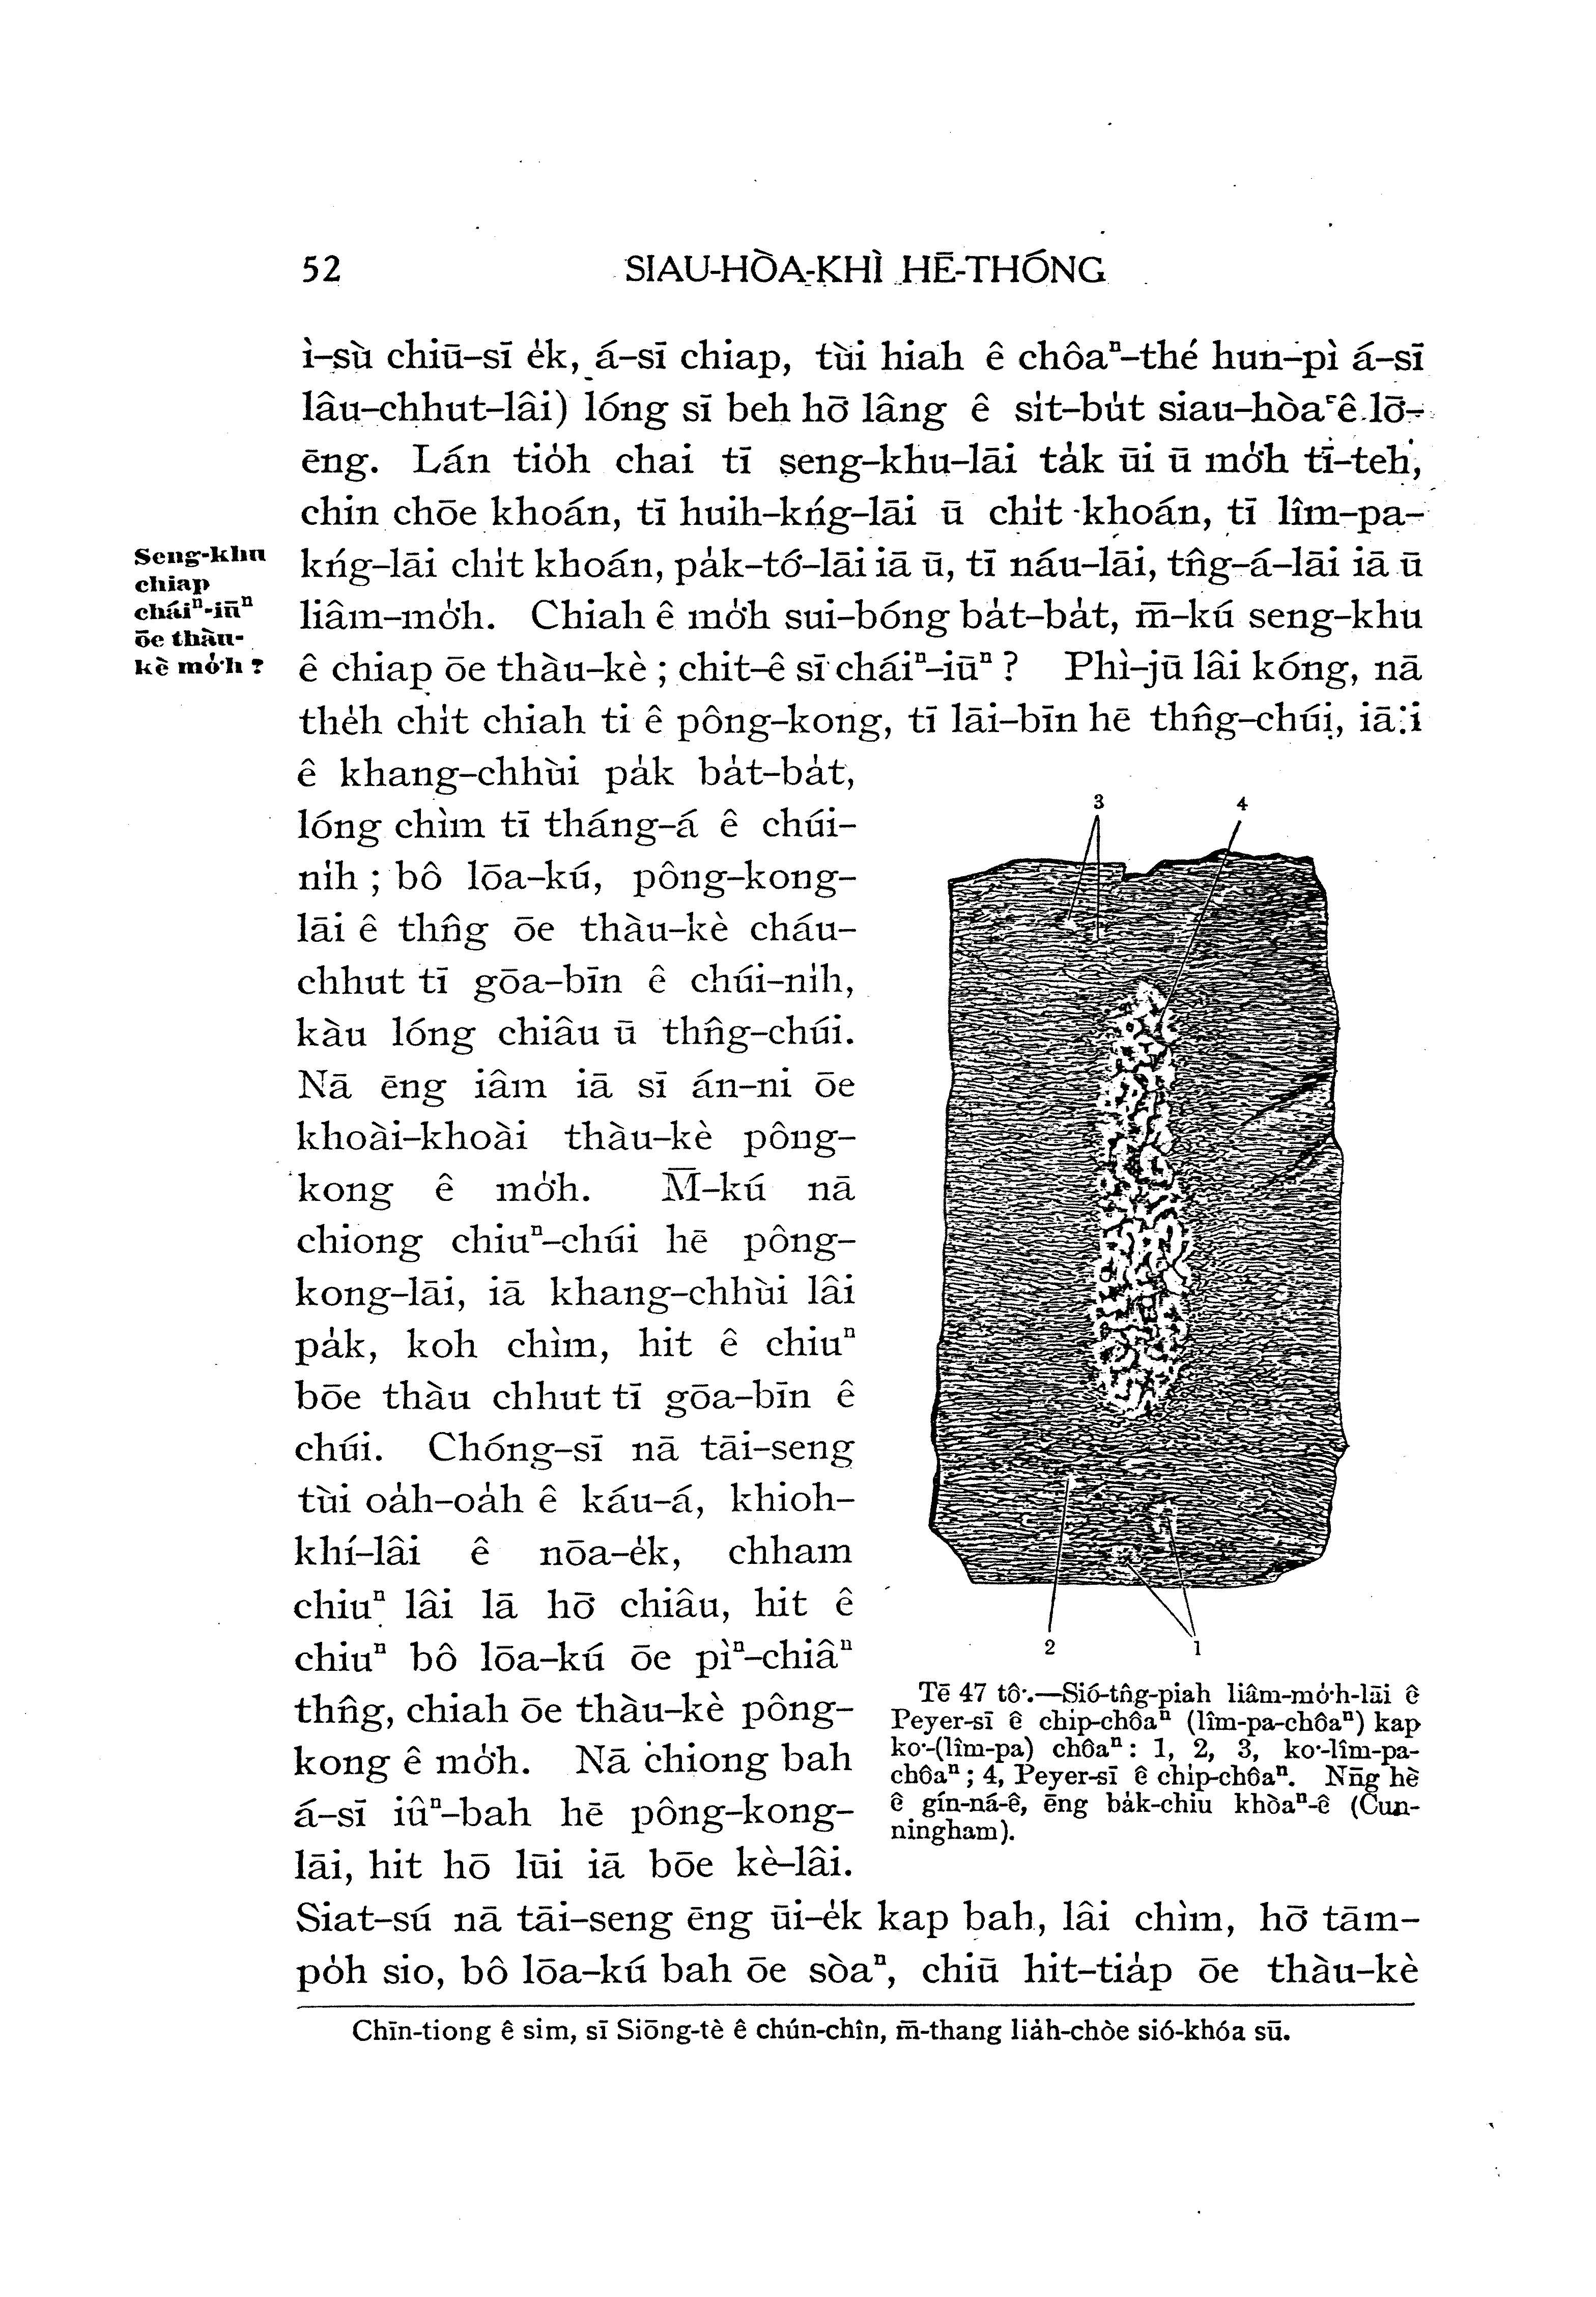 52 SIAU-HÒA-KHÌ HĒ-THÓNG
ì-sù chiū-sī e̍k, á-sī chiap, tùi hiah ê chôaⁿ-thé hun-pì á-sī
lâu-chhut-lâi) lóng sī beh hō͘ lâng ê si̍t-bu̍t siau-hòa ê lō͘-
ēng. Lán tio̍h chai tī seng-khu-lāi ta̍k ūi ū mo̍͘h tī-teh,
chin chōe khoán, tī huih-kńg-lāi ū chi̍t khoán, tī lîm-pa-
kńg-lāi chi̍t khoán, pa̍k-tó͘-lāi iā ū, tī náu-lāi, tn̂g-á-lāi iā ū
liâm-mo̍͘h. Chiah ê mo̍͘h sui-bóng ba̍t-ba̍t, m̄-kú seng-khu
ê chiap ōe thàu-kè ; chit-ê sī cháiⁿ-iūⁿ ? Phì-jū lâi kóng, nā
the̍h chi̍t chiah ti ê pông-kong, tī lāi-bīn hē thn̂g-chúi, iā i
ê khang-chhùi pa̍k ba̍t-ba̍t,
lóng chìm tī tháng-á ê chúi-
ni̍h ; bô lōa-kú, pông-kong-
lāi ê thn̂g ōe thàu-kè cháu-
chhut tī gōa-bīn ê chúi-ni̍h,
kàu lóng chiâu ū thn̂g-chúi.
Nā ēng iâm iā sī án-ni ōe
khoài-khoài thàu-kè pông-
kong ê mo̍͘h. M̄-kú nā
chiong chiuⁿ-chúi hē pông-
kong-lāi, iā khang-chhùi lâi
pa̍k, koh chìm, hit ê chiuⁿ
bōe thàu chhut tī gōa-bīn ê
chúi. Chóng-sī nā tāi-seng
tùi oa̍h-oa̍h ê káu-á, khioh-
khí-lâi ê nōa-e̍k, chham
chiuⁿ lâi lā hō͘ chiâu, hit ê
chiuⁿ bô lōa-kú ōe pìⁿ-chiâⁿ
thn̂g, chiah ōe thàu-kè pông-
kong ê mo̍͘h. Nā chiong bah
á-sī iûⁿ-bah hē pông-kong-
lāi, hit hō lūi iā bōe kè-lâi.
Siat-sú nā tāi-seng ēng ūi-e̍k kap bah, lâi chìm, hō͘ tām-
po̍h sio, bô lōa-kú bah ōe sòaⁿ, chiū hit-tia̍p ōe thàu-kè
Seng-khu
chiap
cháiⁿ-iūⁿ
ōe thàu-
kè mo̍͘h ?
3 4
2 1
Tē 47 tô͘.—Sió-tn̂g-piah liâm-mo̍͘h-lāi ê
Peyer-sī ê chi̍p-chôaⁿ (lîm-pa-chôaⁿ) kap
ko͘-(lîm-pa) chôaⁿ : 1, 2, 3, ko͘-lîm-pa-
chôaⁿ ; 4, Peyer-sī ê chi̍p-chôaⁿ. Nn̄g hè
ê gín-ná-ê, ēng ba̍k-chiu khòaⁿ-ê (Cun-
ningham).
Chīn-tiong ê sim, sī Siōng-tè ê chún-chîn, m̄-thang lia̍h-chòe sió-khóa sū.